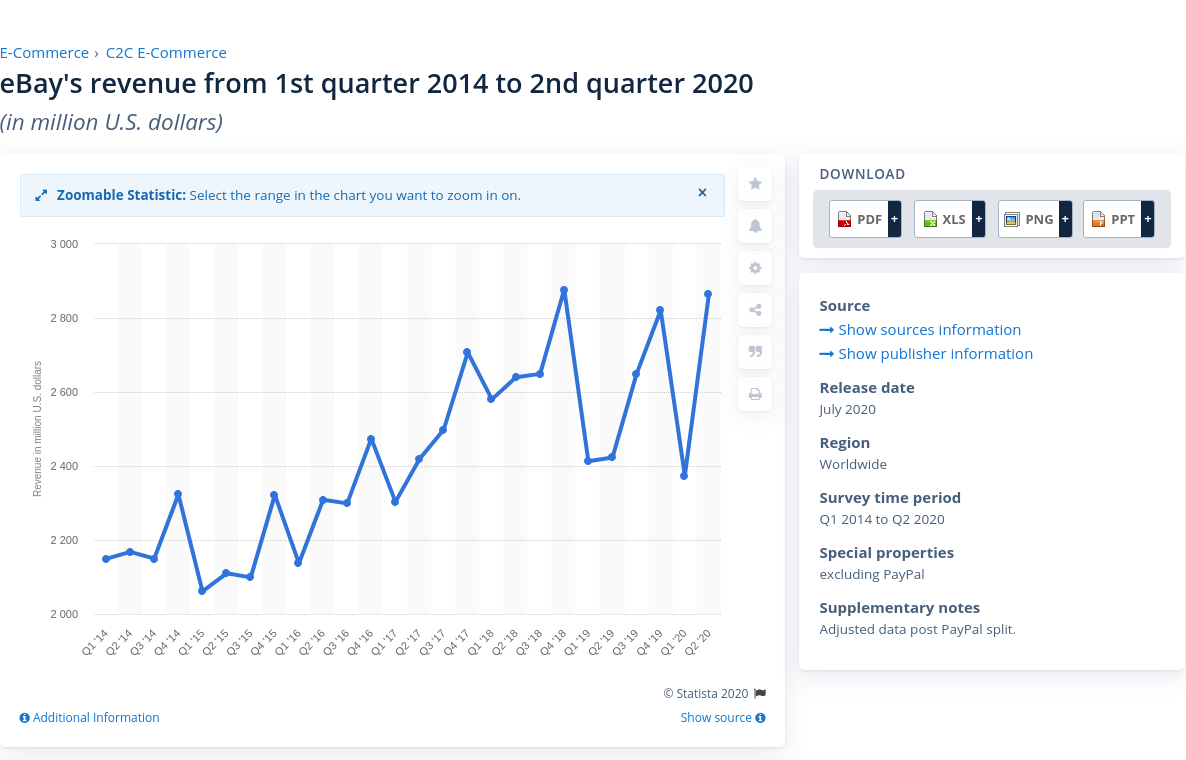 E-Commerce › C2C E-Commerce
eBay's revenue from 1st quarter 2014 to 2nd quarter 2020
(in million U.S. dollars)
Zoomable Statistic: Select the range in the chart you want to zoom in on. ×
3 000
2 800
2 600
2 400
2 200
2 000
Revenue in million U.S. dollars
Q1 '14
Q2 '14
Q3 '14
Q4 '14
Q1 '15
Q2 '15
Q3 '15
Q4 '15
Q1 '16
Q2 '16
Q3 '16
Q4 '16
Q1 '17
Q2 '17
Q3 '17
Q4 '17
Q1 '18
Q2 '18
Q3 '18
Q4 '18
Q1 '19
Q2 '19
Q3 '19
Q4 '19
Q1 '20
Q2 '20
© Statista 2020
Additional Information
Show source
DOWNLOAD
PDF + XLS + PNG + PPT +
Source
Show sources information
Show publisher information
Release date
July 2020
Region
Worldwide
Survey time period
Q1 2014 to Q2 2020
Special properties
excluding PayPal
Supplementary notes
Adjusted data post PayPal split.